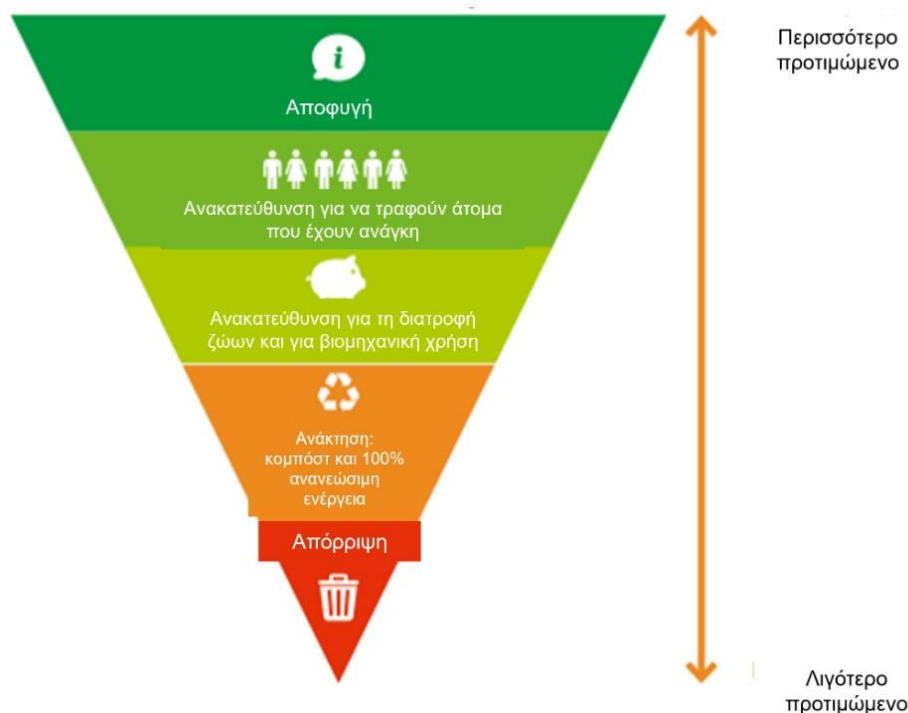 Περισσότερο
προτιμώμενο
i
Αποφυγή
Ανακατεύθυνση για να τραφούν άτομα
που έχουν ανάγκη
Ανακατεύθυνση για τη διατροφή
ζώων και για βιομηχανική χρήση
Ανάκτηση:
κομπόστ και 100%
ανανεώσιμη
ενέργεια
Απόρριψη
Λιγότερο
προτιμώμενο